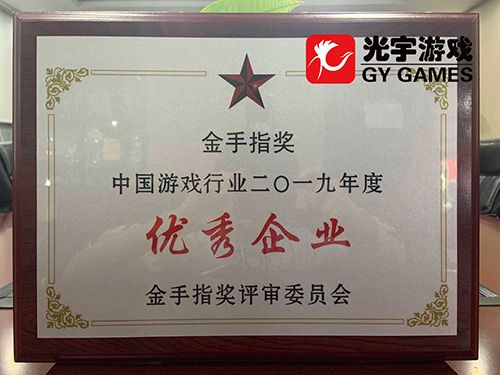 光宇游戏
GY GAMES
金手指奖
中国游戏行业二〇一九年度
优秀企业
金手指奖评审委员会